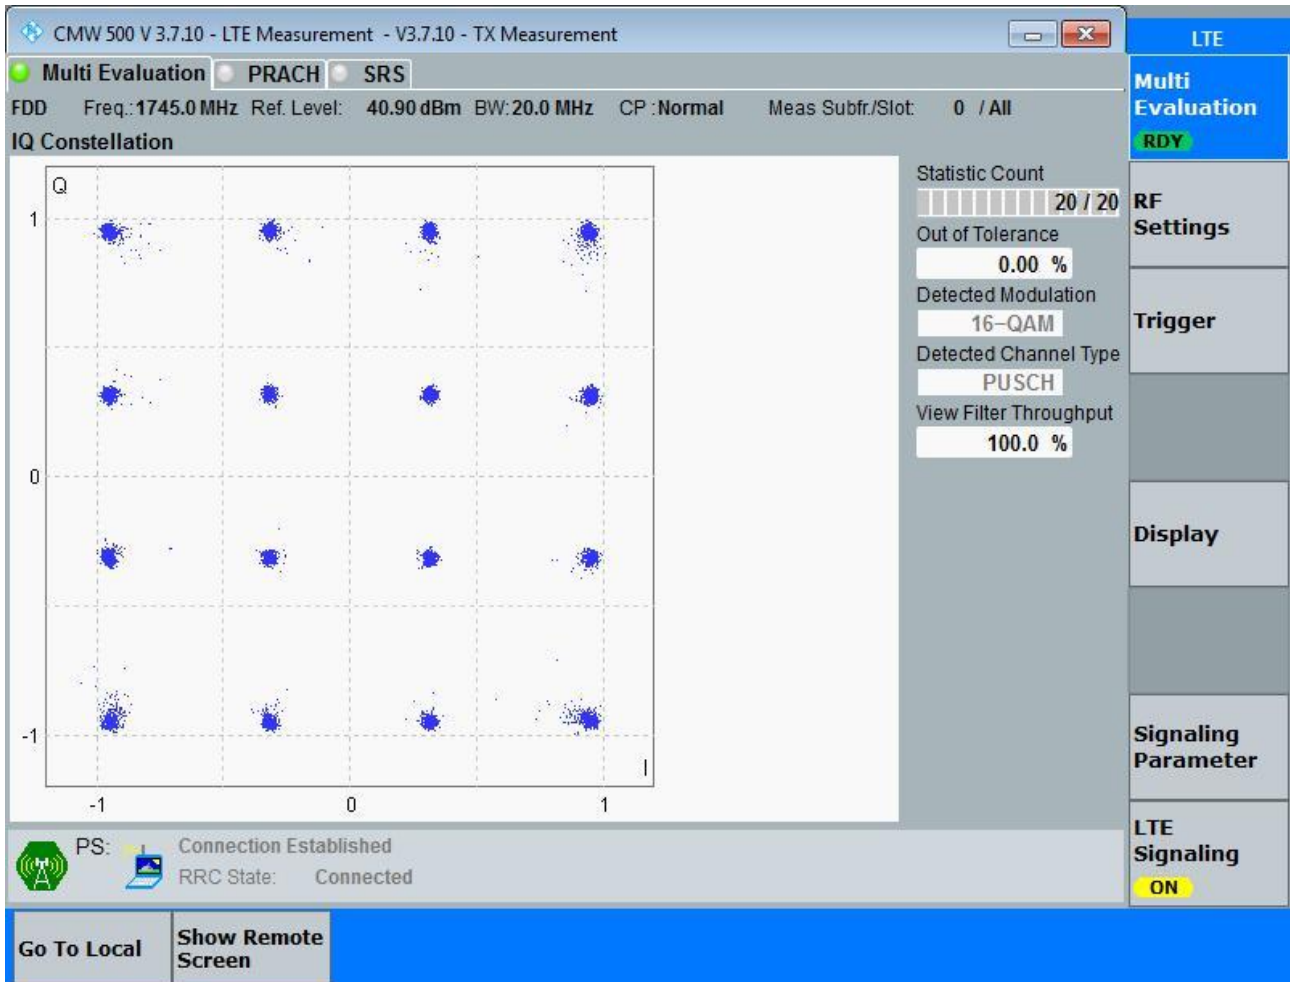 CMW 500 V 3.7.10 - LTE Measurement - V3.7.10 - TX Measurement
LTE
Multi Evaluation PRACH SRS
FDD Freq.:1745.0 MHz Ref. Level: 40.90 dBm BW:20.0 MHz CP :Normal Meas Subfr./Slot: 0 / All
IQ Constellation
Q
1
0
-1
I
-1 0 1
Statistic Count
20 / 20
Out of Tolerance
0.00 %
Detected Modulation
16-QAM
Detected Channel Type
PUSCH
View Filter Throughput
100.0 %
Multi
Evaluation
RDY
RF
Settings
Trigger
Display
Signaling
Parameter
LTE
Signaling
ON
PS: Connection Established
RRC State: Connected
Go To Local
Show Remote
Screen